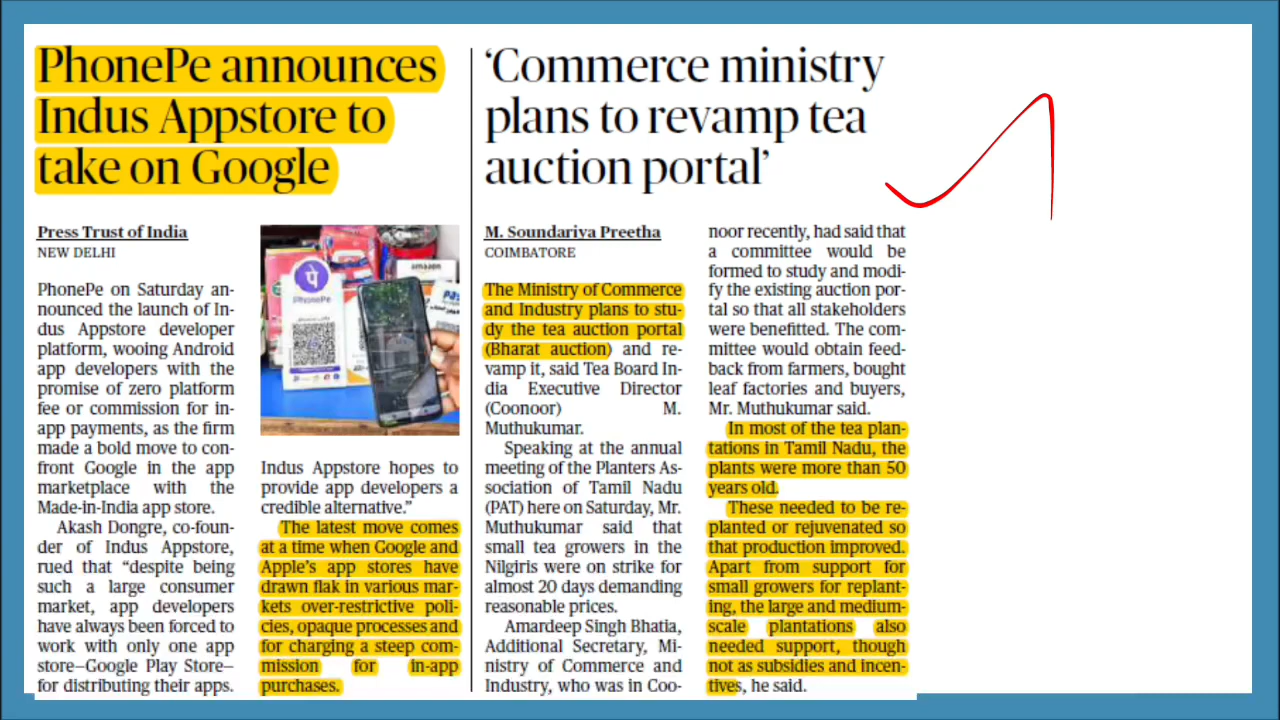 PhonePe announces
Indus Appstore to
take on Google
Press Trust of India
NEW DELHI
PhonePe on Saturday an-
nounced the launch of In-
dus Appstore developer
platform, wooing Android
app developers with the
promise of zero platform
fee or commission for in-
app payments, as the firm
made a bold move to con-
front Google in the app
marketplace with the
Made-in-India app store.
Akash Dongre, co-foun-
der of Indus Appstore,
rued that “despite being
such a large consumer
market, app developers
have always been forced to
work with only one app
store—Google Play Store—
for distributing their apps.
पे
PhonePe
amazon
Indus Appstore hopes to
provide app developers a
credible alternative.”
The latest move comes
at a time when Google and
Apple’s app stores have
drawn flak in various mar-
kets over-restrictive poli-
cies, opaque processes and
for charging a steep com-
mission for in-app
purchases.
‘Commerce ministry
plans to revamp tea
auction portal’
M. Soundariya Preetha
COIMBATORE
The Ministry of Commerce
and Industry plans to stu-
dy the tea auction portal
(Bharat auction) and re-
vamp it, said Tea Board In-
dia Executive Director
(Coonoor) M.
Muthukumar.
Speaking at the annual
meeting of the Planters As-
sociation of Tamil Nadu
(PAT) here on Saturday, Mr.
Muthukumar said that
small tea growers in the
Nilgiris were on strike for
almost 20 days demanding
reasonable prices.
Amardeep Singh Bhatia,
Additional Secretary, Mi-
nistry of Commerce and
Industry, who was in Coo-
noor recently, had said that
a committee would be
formed to study and modi-
fy the existing auction por-
tal so that all stakeholders
were benefitted. The com-
mittee would obtain feed-
back from farmers, bought
leaf factories and buyers,
Mr. Muthukumar said.
In most of the tea plan-
tations in Tamil Nadu, the
plants were more than 50
years old.
These needed to be re-
planted or rejuvenated so
that production improved.
Apart from support for
small growers for replant-
ing, the large and medium-
scale plantations also
needed support, though
not as subsidies and incen-
tives, he said.